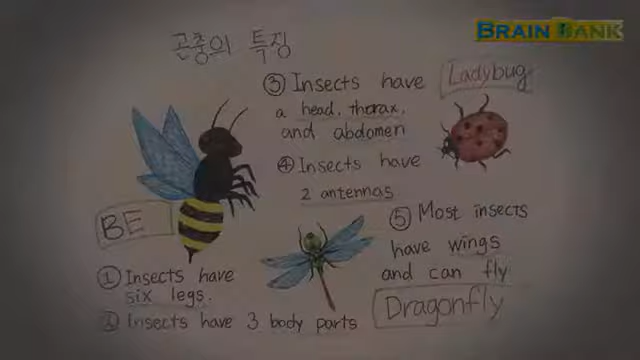 BRAIN BANK
곤충의 특징
③ Insects have
a head, thorax,
and abdomen
Ladybug
④ Insects have
2 antennas
BE
⑤ Most insects
have wings
and can fly
Dragonfly
① Insects have
six legs.
② Insects have 3 body parts